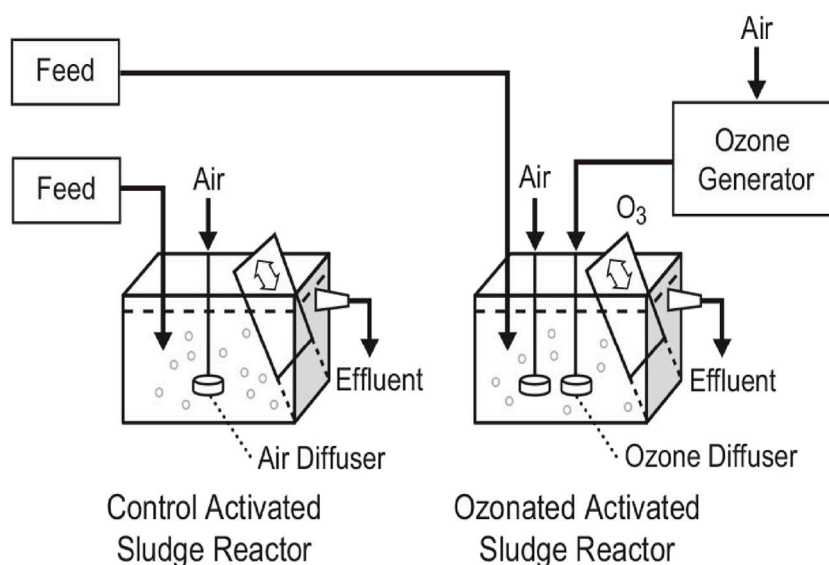 Feed
Air
Ozone
Generator
Feed
Air
Air
O₃
Effluent
Effluent
Air Diffuser
Ozone Diffuser
Control Activated
Sludge Reactor
Ozonated Activated
Sludge Reactor